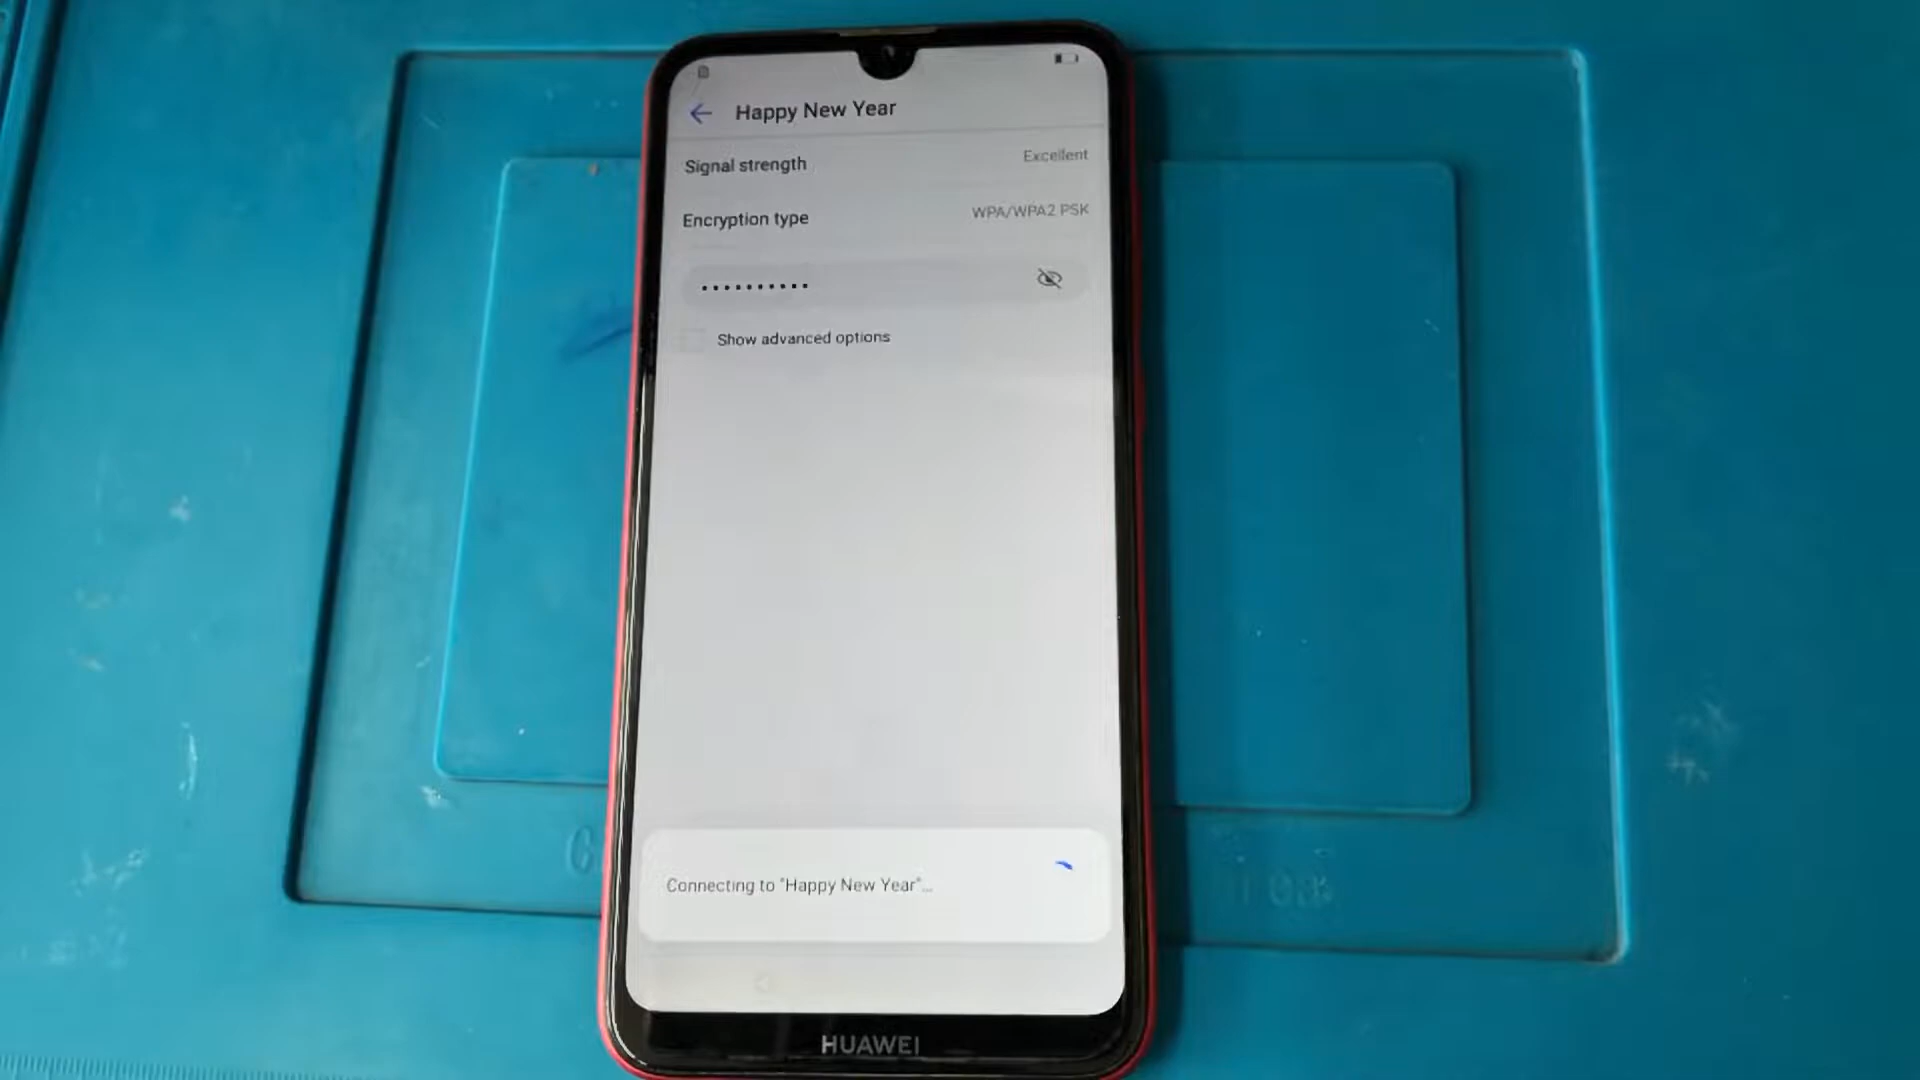 Happy New Year
Signal strength
Excellent
Encryption type
WPA/WPA2 PSK
••••••••••
Show advanced options
Connecting to "Happy New Year"...
HUAWEI